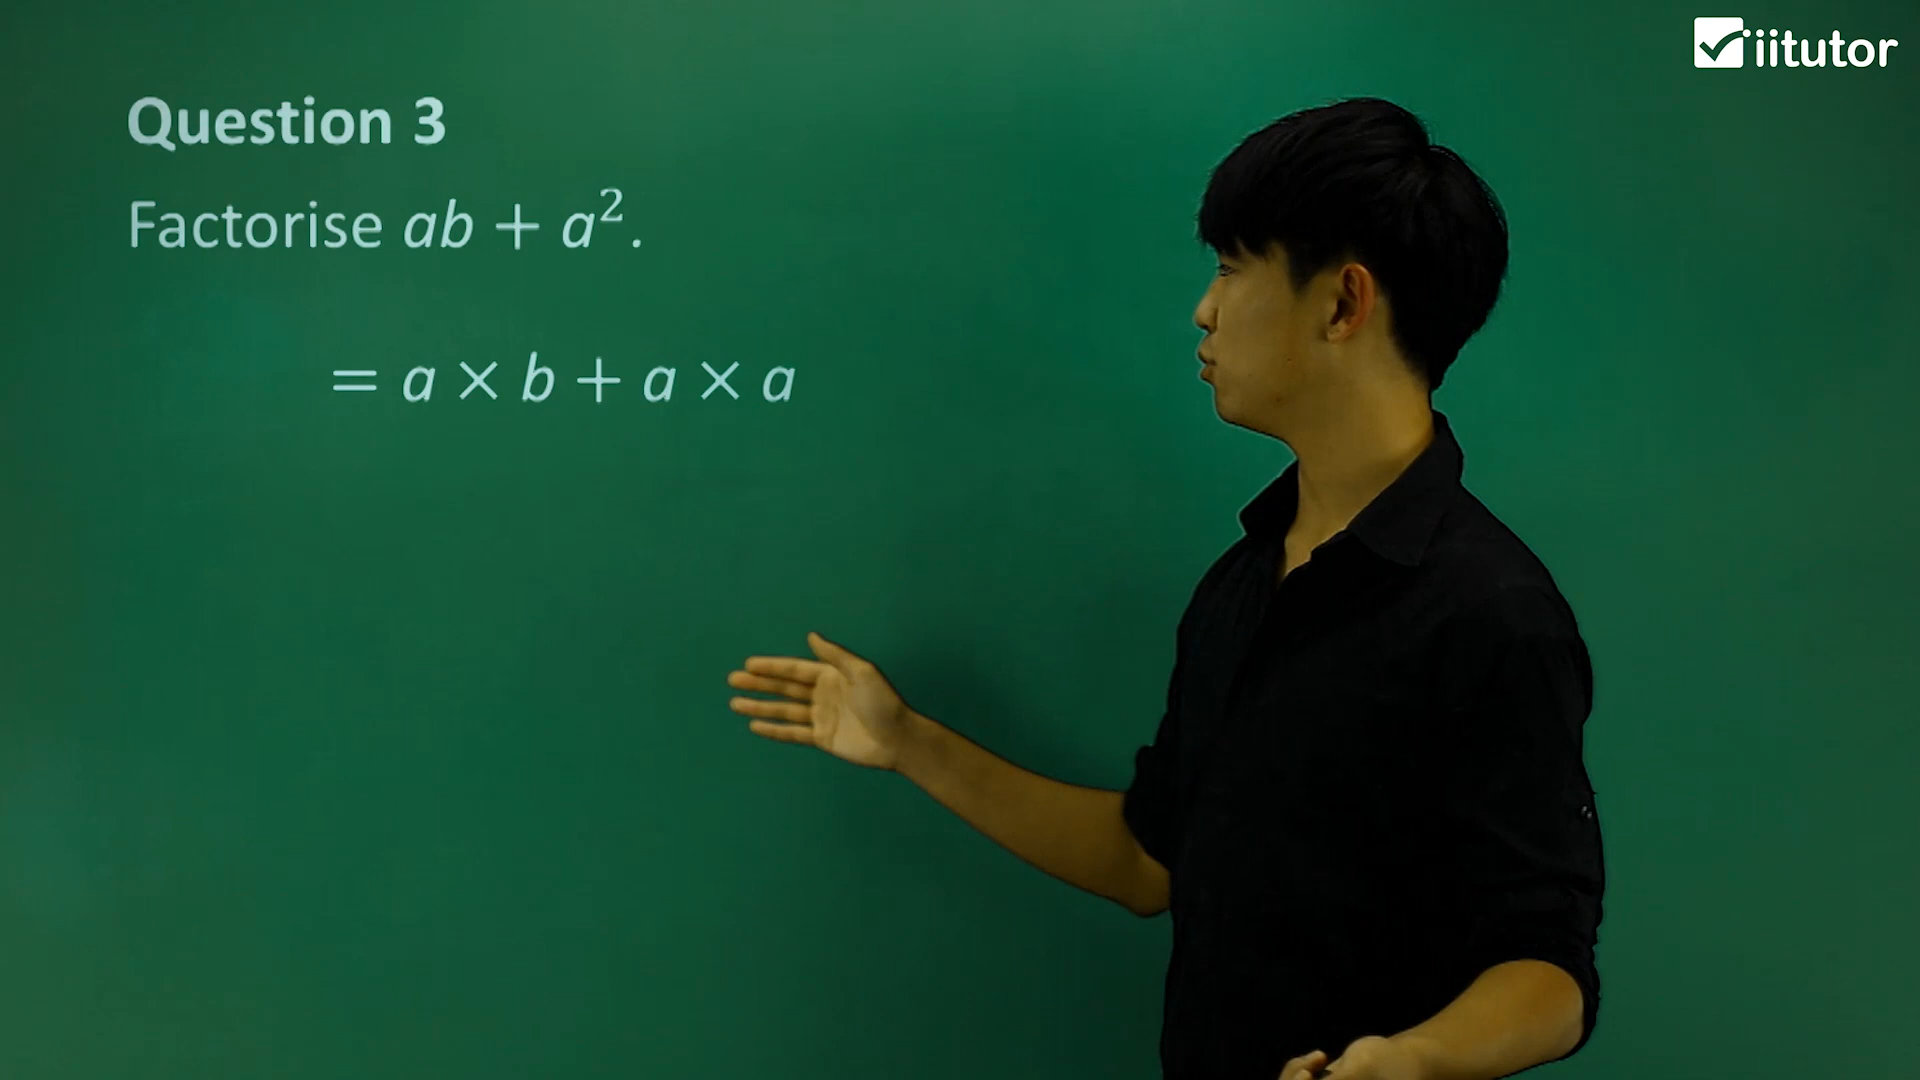 iitutor
Question 3
Factorise ab + a².
= a × b + a × a